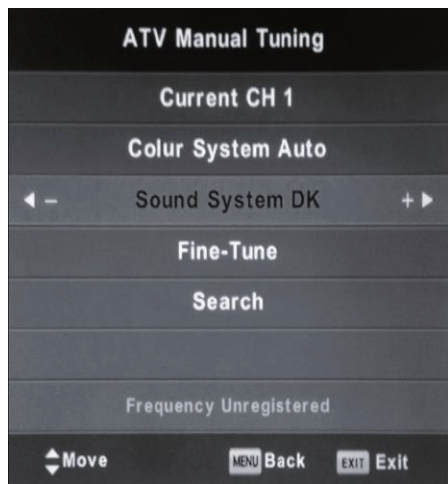 ATV Manual Tuning
Current CH 1
Colur System Auto
- Sound System DK +
Fine-Tune
Search
Frequency Unregistered
Move MENU Back EXIT Exit